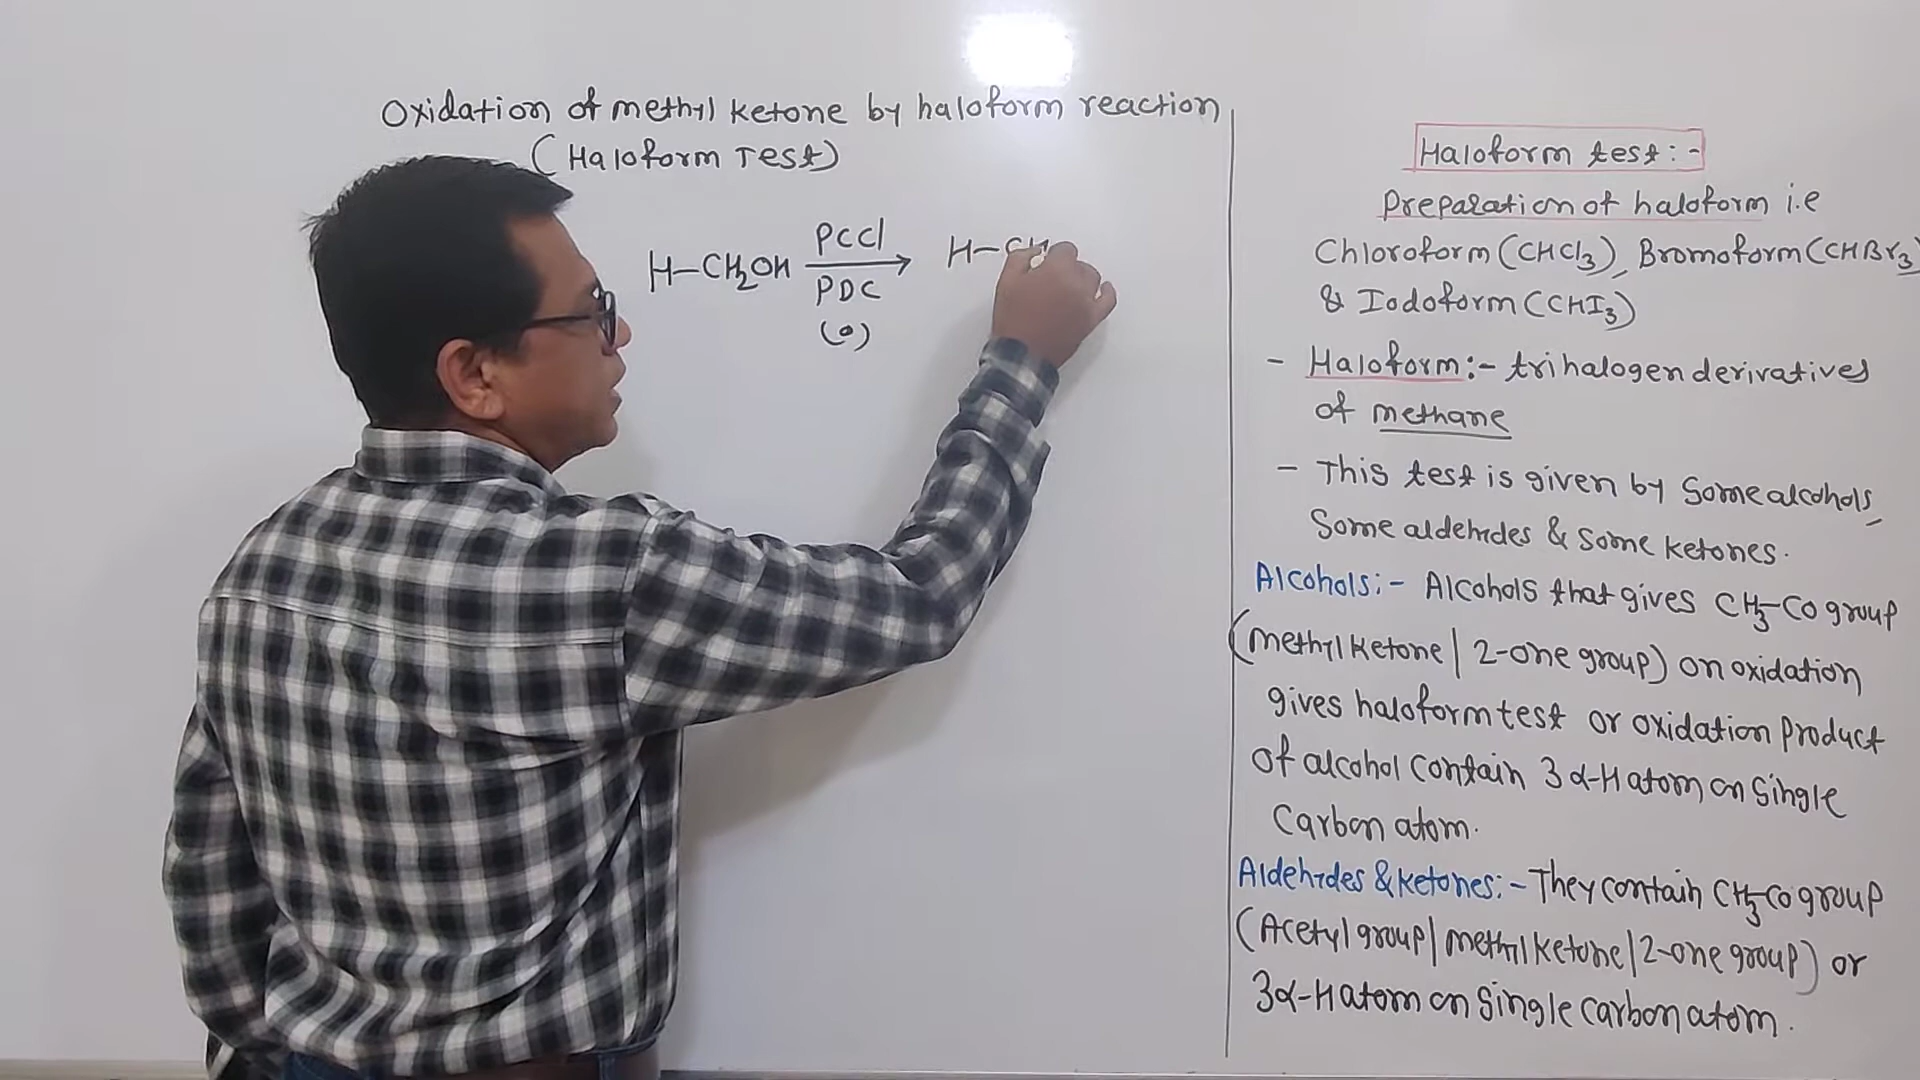 Oxidation of methyl ketone by haloform reaction
(Haloform Test)
H-CH2OH PCCl H-CH
PDC
(O)
Haloform test:-
Preparation of haloform i.e
Chloroform (CHCl3), Bromoform (CHBr3)
& Iodoform (CHI3)
- Haloform:- trihalogen derivatives
of methane
- This test is given by Some alcohols,
Some aldehydes & Some ketones.
Alcohols:- Alcohols that gives CH3-CO group
(methyl ketone | 2-one group) on oxidation
gives haloform test or oxidation product
of alcohol contain 3 α-H atom on Single
Carbon atom.
Aldehydes & Ketones:- They contain CH3CO group
(Acetyl group | methyl ketone | 2-one group) or
3α-H atom on Single Carbon atom.